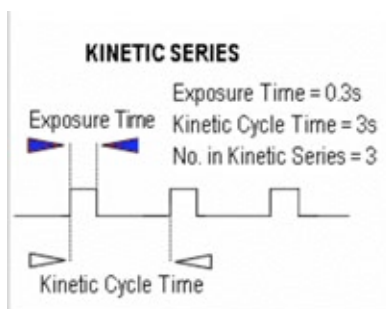 KINETIC SERIES
Exposure Time = 0.3s
Exposure Time
Kinetic Cycle Time = 3s
No. in Kinetic Series = 3
Kinetic Cycle Time